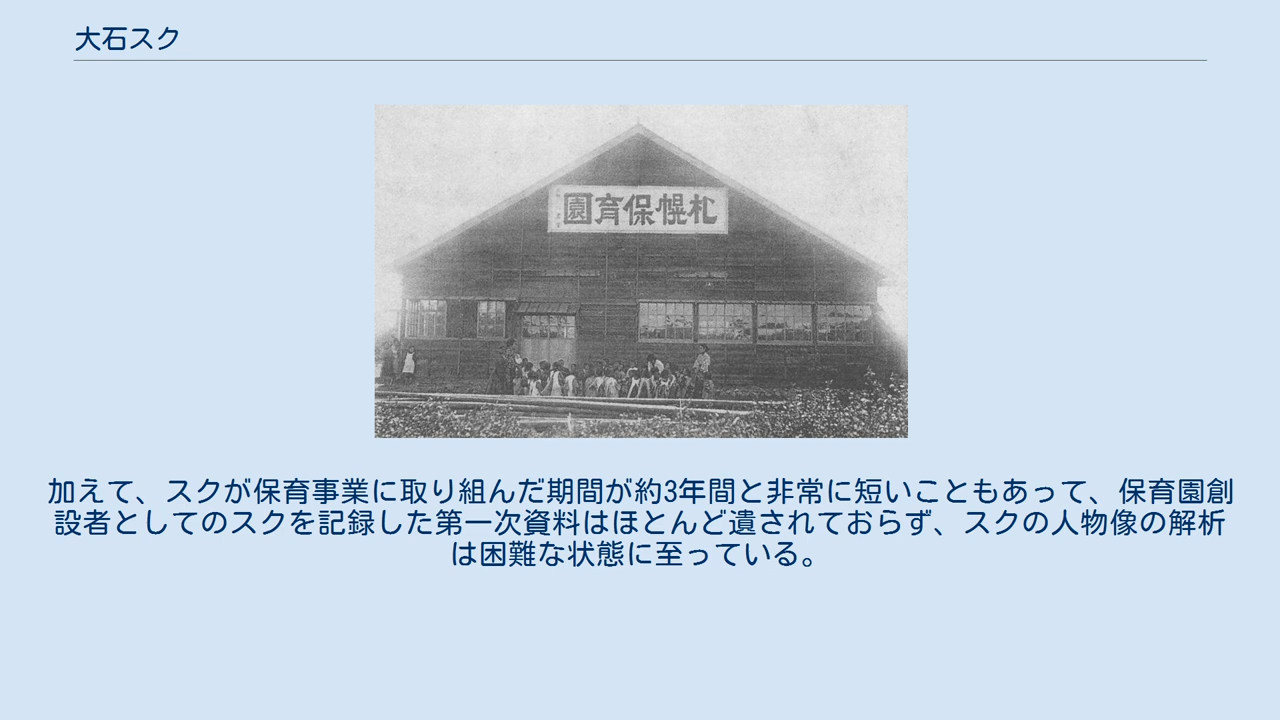 大石スク
札幌保育園
加えて、スクが保育事業に取り組んだ期間が約3年間と非常に短いこともあって、保育園創
設者としてのスクを記録した第一次資料はほとんど遺されておらず、スクの人物像の解析
は困難な状態に至っている。